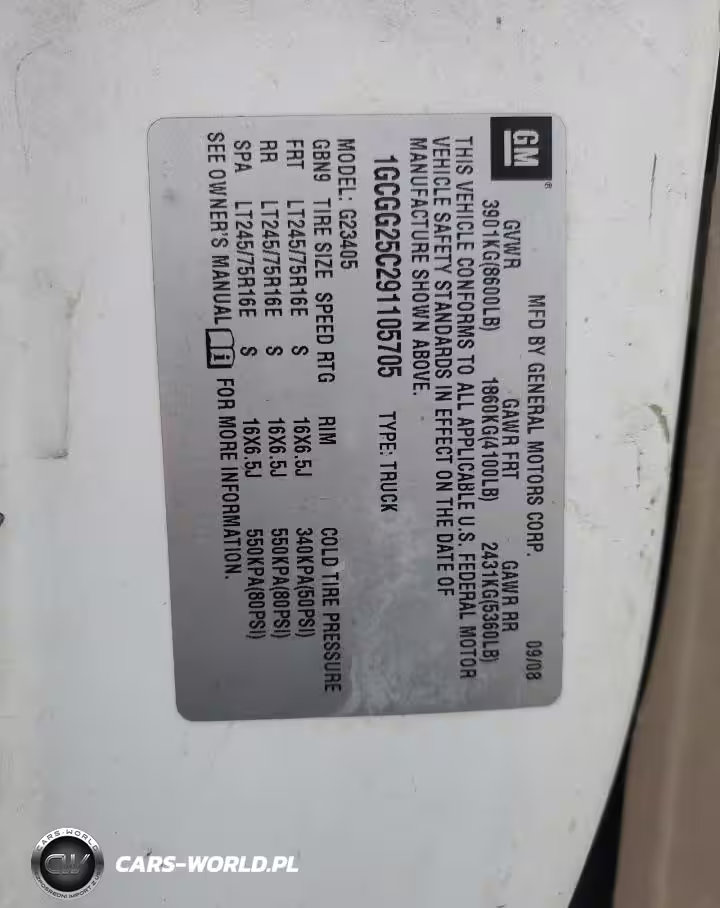 GM®
MFD BY GENERAL MOTORS CORP. 09/08
GVWR GAWR FRT GAWR RR
3901KG(8600LB) 1860KG(4100LB) 2431KG(5360LB)
THIS VEHICLE CONFORMS TO ALL APPLICABLE U.S. FEDERAL MOTOR
VEHICLE SAFETY STANDARDS IN EFFECT ON THE DATE OF
MANUFACTURE SHOWN ABOVE.
1GCGG25C291105705 TYPE: TRUCK
MODEL: G23405
GBN9 TIRE SIZE SPEED RTG RIM COLD TIRE PRESSURE
FRT LT245/75R16E S 16X6.5J 340KPA(50PSI)
RR LT245/75R16E S 16X6.5J 550KPA(80PSI)
SPA LT245/75R16E S 16X6.5J 550KPA(80PSI)
SEE OWNER'S MANUAL FOR MORE INFORMATION.
CARS-WORLD
CW
CARS-WORLD.PL